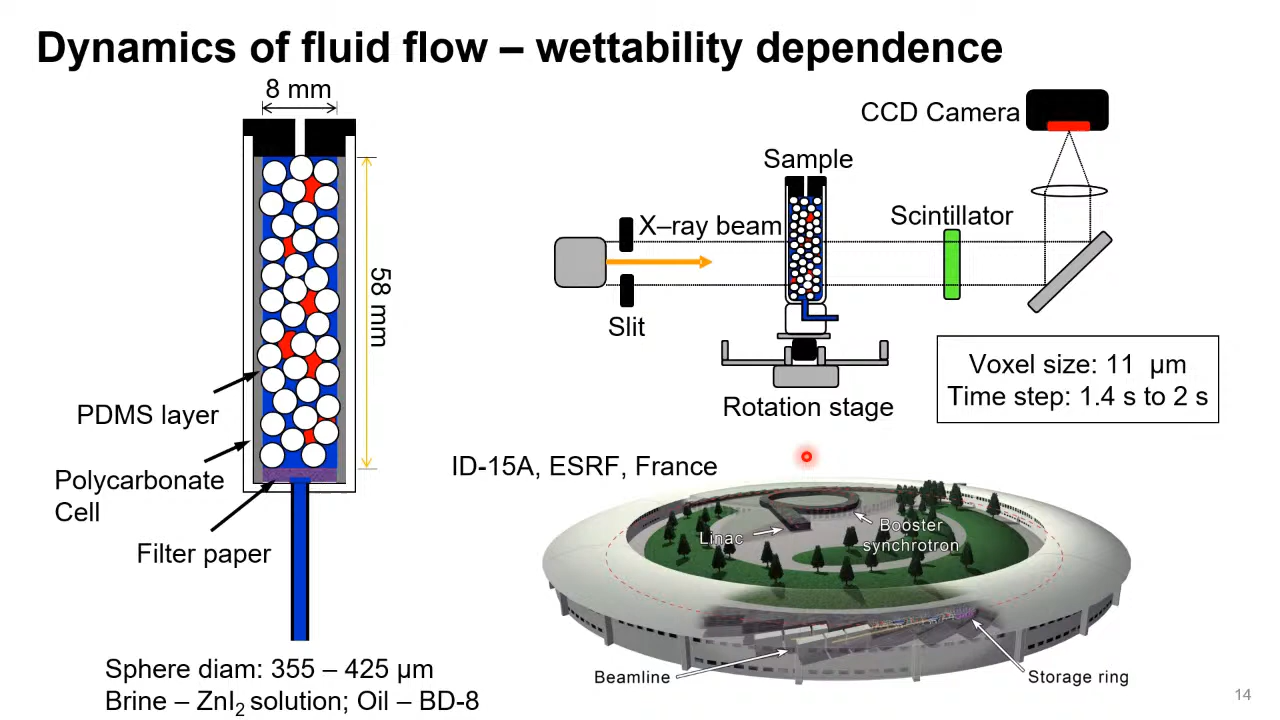 Dynamics of fluid flow – wettability dependence
8 mm
58 mm
PDMS layer
Polycarbonate
Cell
Filter paper
Sphere diam: 355 – 425 μm
Brine – ZnI₂ solution; Oil – BD-8
CCD Camera
Sample
X–ray beam
Scintillator
Slit
Rotation stage
Voxel size: 11 μm
Time step: 1.4 s to 2 s
ID-15A, ESRF, France
Linac
Booster
synchrotron
Beamline
Storage ring
14